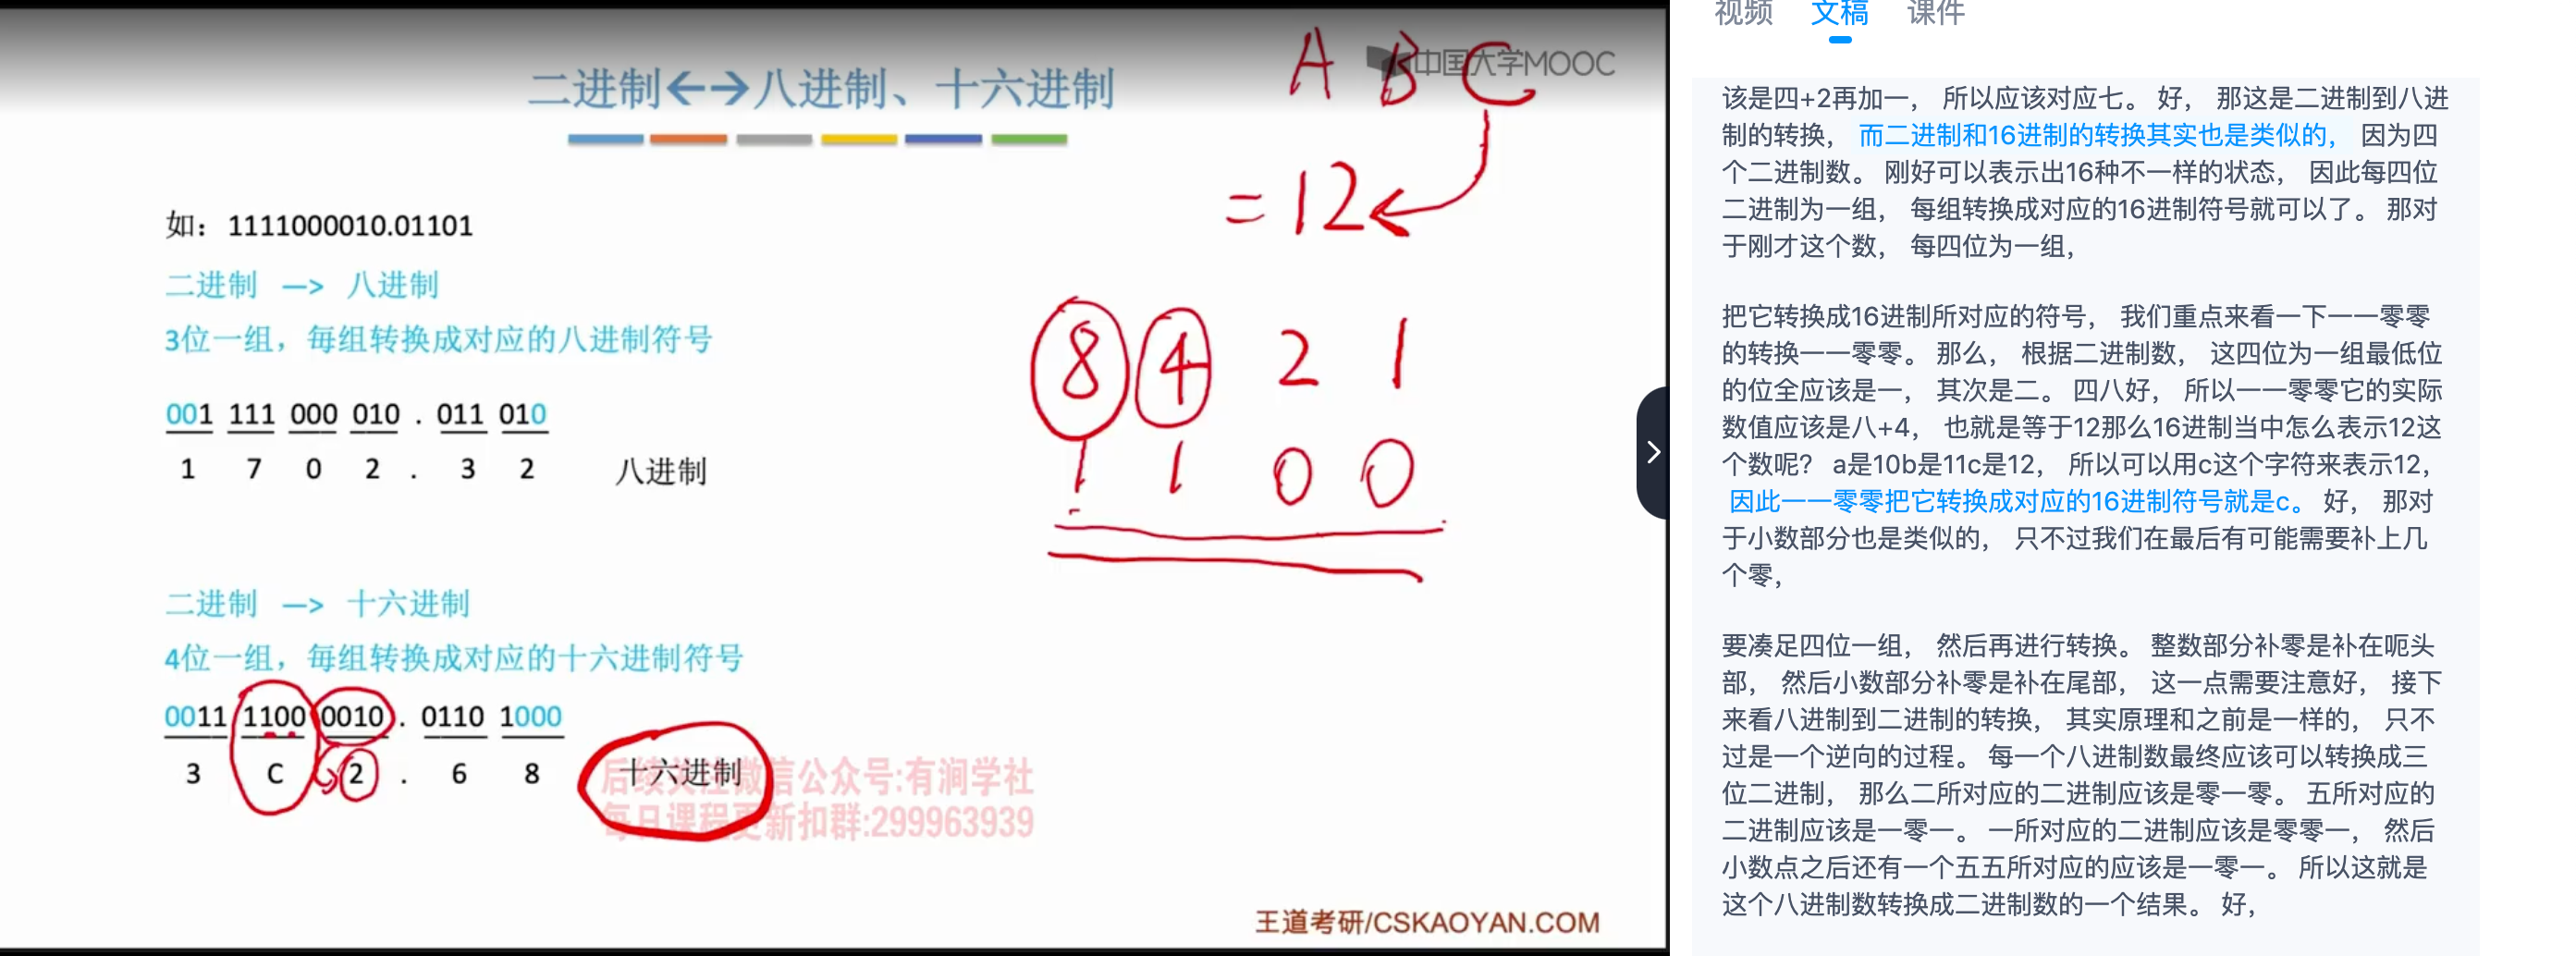 二进制←→八进制、十六进制
中国大学MOOC
A B C
= 12
如：1111000010.01101
二进制 —> 八进制
3位一组，每组转换成对应的八进制符号
001 111 000 010 . 011 010
1 7 0 2 . 3 2 八进制
8 4 2 1
1 1 0 0
二进制 —> 十六进制
4位一组，每组转换成对应的十六进制符号
0011 1100 0010 . 0110 1000
3 C 2 . 6 8 十六进制
2
后续关注微信公众号:有涧学社
每日课程更新扣群:299963939
王道考研/CSKAOYAN.COM
视频 文稿 课件
该是四+2再加一， 所以应该对应七。 好， 那这是二进制到八进
制的转换， 而二进制和16进制的转换其实也是类似的， 因为四
个二进制数。 刚好可以表示出16种不一样的状态， 因此每四位
二进制为一组， 每组转换成对应的16进制符号就可以了。 那对
于刚才这个数， 每四位为一组，
把它转换成16进制所对应的符号， 我们重点来看一下一一零零
的转换一一零零。 那么， 根据二进制数， 这四位为一组最低位
的位全应该是一， 其次是二。 四八好， 所以一一零零它的实际
数值应该是八+4， 也就是等于12那么16进制当中怎么表示12这
个数呢？ a是10b是11c是12， 所以可以用c这个字符来表示12，
因此一一零零把它转换成对应的16进制符号就是c。 好， 那对
于小数部分也是类似的， 只不过我们在最后有可能需要补上几
个零，
要凑足四位一组， 然后再进行转换。 整数部分补零是补在呃头
部， 然后小数部分补零是补在尾部， 这一点需要注意好， 接下
来看八进制到二进制的转换， 其实原理和之前是一样的， 只不
过是一个逆向的过程。 每一个八进制数最终应该可以转换成三
位二进制， 那么二所对应的二进制应该是零一零。 五所对应的
二进制应该是一零一。 一所对应的二进制应该是零零一， 然后
小数点之后还有一个五五所对应的应该是一零一。 所以这就是
这个八进制数转换成二进制数的一个结果。 好，